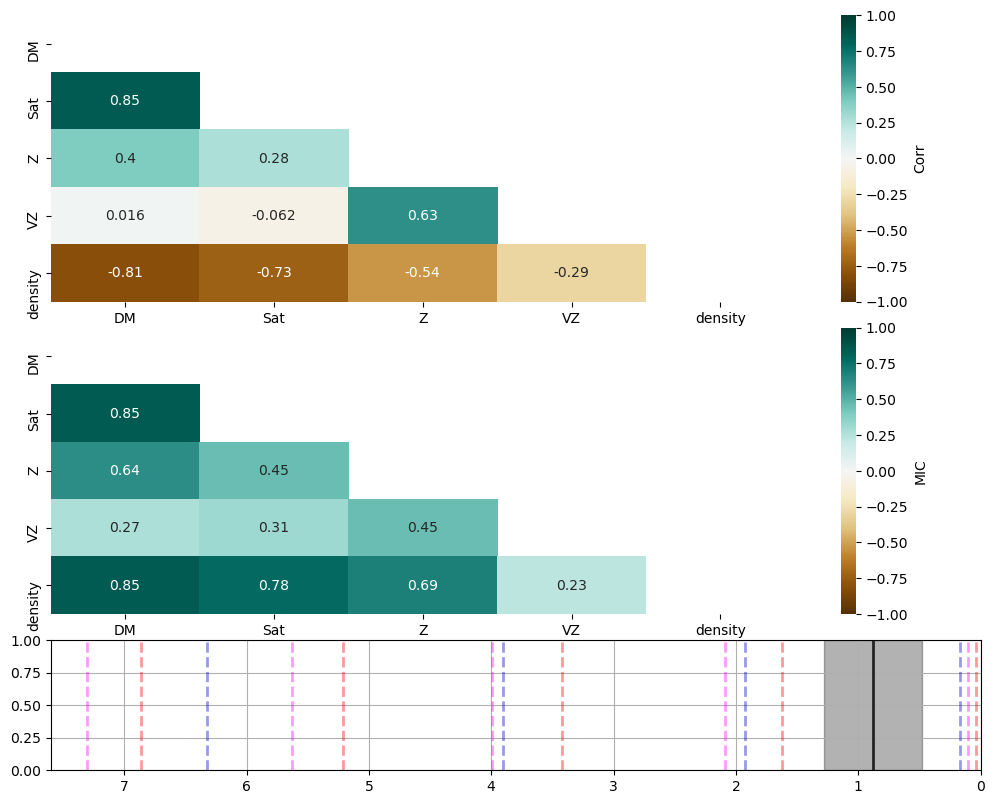 DM
Sat
Z
VZ
density
0.85
0.4 0.28
0.016 -0.062 0.63
-0.81 -0.73 -0.54 -0.29
DM Sat Z VZ density
1.00
0.75
0.50
0.25
0.00
−0.25
−0.50
−0.75
−1.00
Corr
DM
Sat
Z
VZ
density
0.85
0.64 0.45
0.27 0.31 0.45
0.85 0.78 0.69 0.23
DM Sat Z VZ density
1.00
0.75
0.50
0.25
0.00
−0.25
−0.50
−0.75
−1.00
MIC
1.00
0.75
0.50
0.25
0.00
7 6 5 4 3 2 1 0